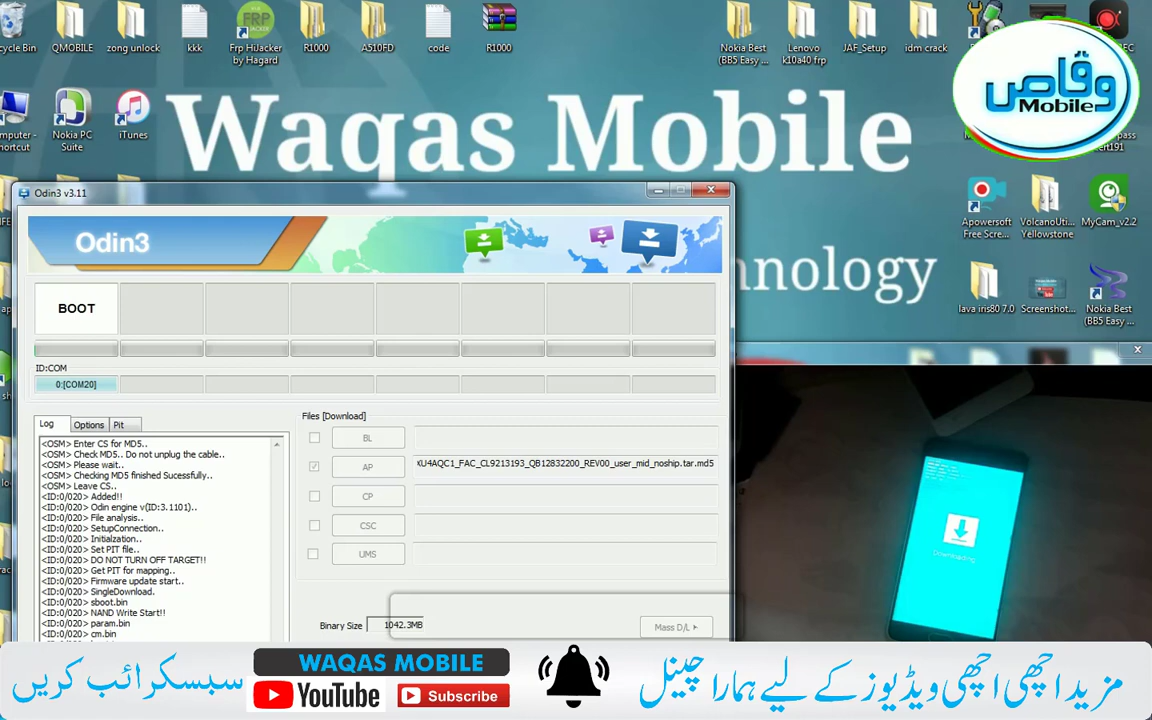 cycle Bin
QMOBILE
zong unlock
kkk
Frp HiJacker
by Hagard
R1000
A510FD
code
R1000
Nokia Best
(BB5 Easy ...
Lenovo
k10a40 frp
JAF_Setup
idm crack
وقاص
Mobile
mputer -
hortcut
Nokia PC
Suite
iTunes
Waqas Mobile
Apowersoft
Free Scre...
VolcanoUti...
Yellowstone
MyCam_v2.2
hnology
lava iris80 7.0
Screenshot...
Nokia Best
(BB5 Easy ...
Odin3 v3.11
Odin3
BOOT
ID:COM
0:[COM20]
Log
Options
Pit
<OSM> Enter CS for MD5..
<OSM> Check MD5.. Do not unplug the cable..
<OSM> Please wait..
<OSM> Checking MD5 finished Sucessfully..
<OSM> Leave CS..
<ID:0/020> Added!!
<ID:0/020> Odin engine v(ID:3.1101)..
<ID:0/020> File analysis..
<ID:0/020> SetupConnection..
<ID:0/020> Initialzation..
<ID:0/020> Set PIT file..
<ID:0/020> DO NOT TURN OFF TARGET!!
<ID:0/020> Get PIT for mapping..
<ID:0/020> Firmware update start..
<ID:0/020> SingleDownload.
<ID:0/020> sboot.bin
<ID:0/020> NAND Write Start!!
<ID:0/020> param.bin
<ID:0/020> cm.bin
Files [Download]
BL
AP
XU4AQC1_FAC_CL9213193_QB12832200_REV00_user_mid_noship.tar.md5
CP
CSC
UMS
Binary Size
1042.3MB
Mass D/L
Downloading
مزید اچھی اچھی ویڈیوز کے لیے ہمارا چینل
سبسکرائب کریں
WAQAS MOBILE
YouTube
Subscribe